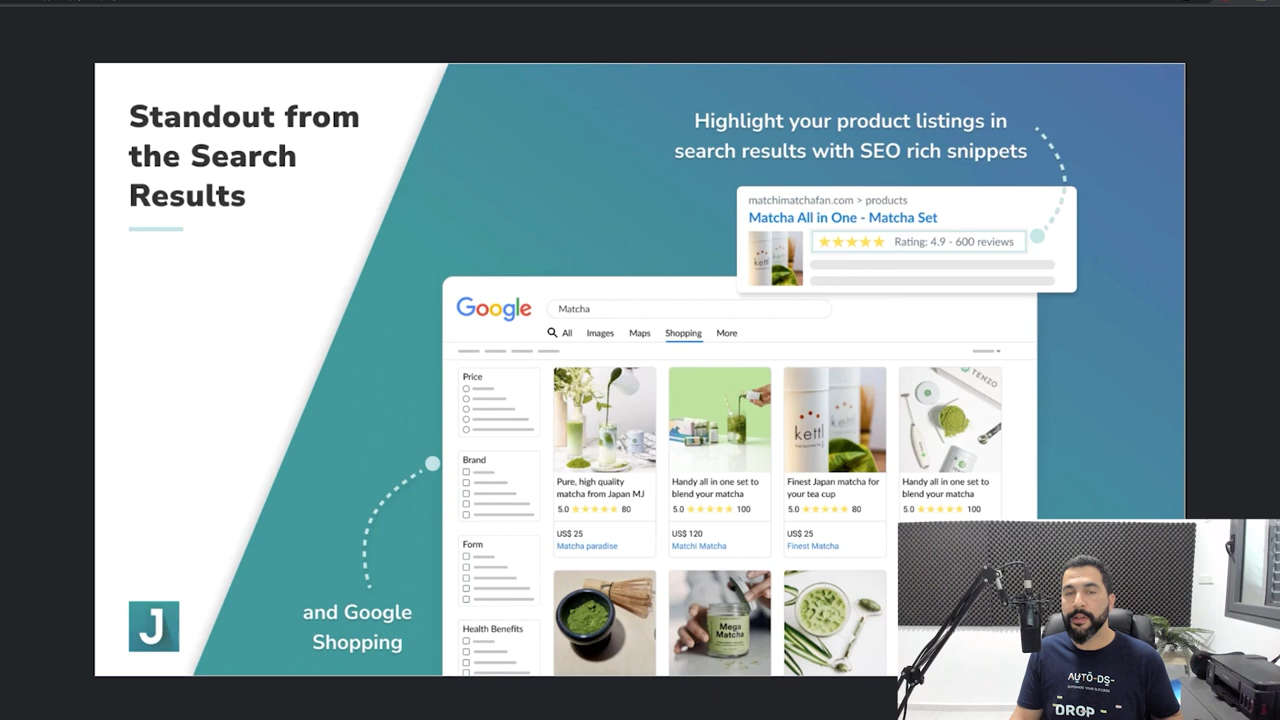 Standout from
the Search
Results
Highlight your product listings in
search results with SEO rich snippets
matchimatchafan.com > products
Matcha All in One - Matcha Set
Rating: 4.9 - 600 reviews
Google
Matcha
All Images Maps Shopping More
Price
Brand
Form
Health Benefits
kettl
TENZO
Pure, high quality
matcha from Japan MJ
5.0 80
US$ 25
Matcha paradise
Handy all in one set to
blend your matcha
5.0 100
US$ 120
Matchi Matcha
Finest Japan matcha for
your tea cup
5.0 80
US$ 25
Finest Matcha
Handy all in one set to
blend your matcha
5.0 100
Mega
Matcha
J
and Google
Shopping
AUTO-DS-
AUTOMATE YOUR SUCCESS
DROP